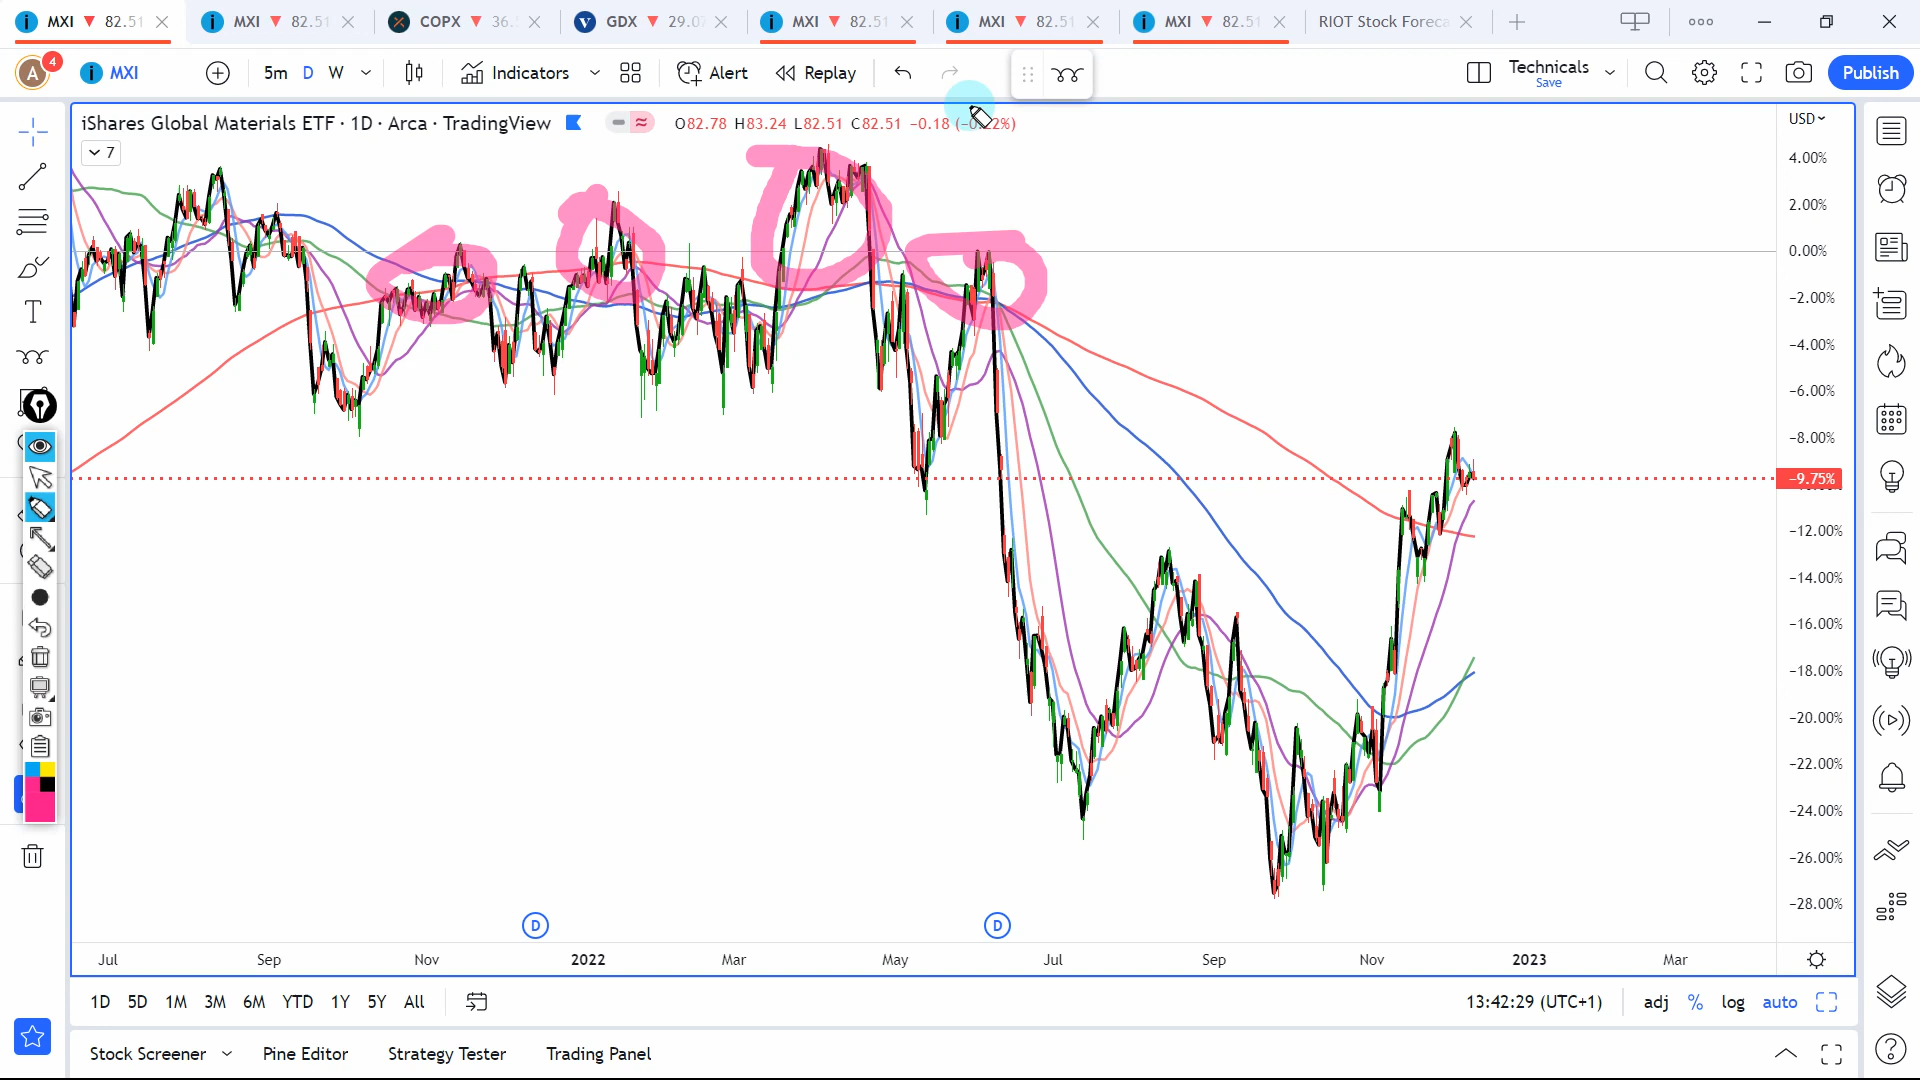 MXI 82.51
MXI 82.51
COPX 36.
GDX 29.0
MXI 82.51
MXI 82.51
MXI 82.51
RIOT Stock Foreca
A
4
MXI
5m
D
W
Indicators
Alert
Replay
Technicals
Save
Publish
iShares Global Materials ETF · 1D · Arca · TradingView
O82.78 H83.24 L82.51 C82.51 −0.18
7
USD
4.00%
2.00%
0.00%
−2.00%
−4.00%
−6.00%
−8.00%
−9.75%
−12.00%
−14.00%
−16.00%
−18.00%
−20.00%
−22.00%
−24.00%
−26.00%
−28.00%
D
D
Jul
Sep
Nov
2022
Mar
May
Jul
Sep
Nov
2023
Mar
1D
5D
1M
3M
6M
YTD
1Y
5Y
All
13:42:29 (UTC+1)
adj
%
log
auto
Stock Screener
Pine Editor
Strategy Tester
Trading Panel